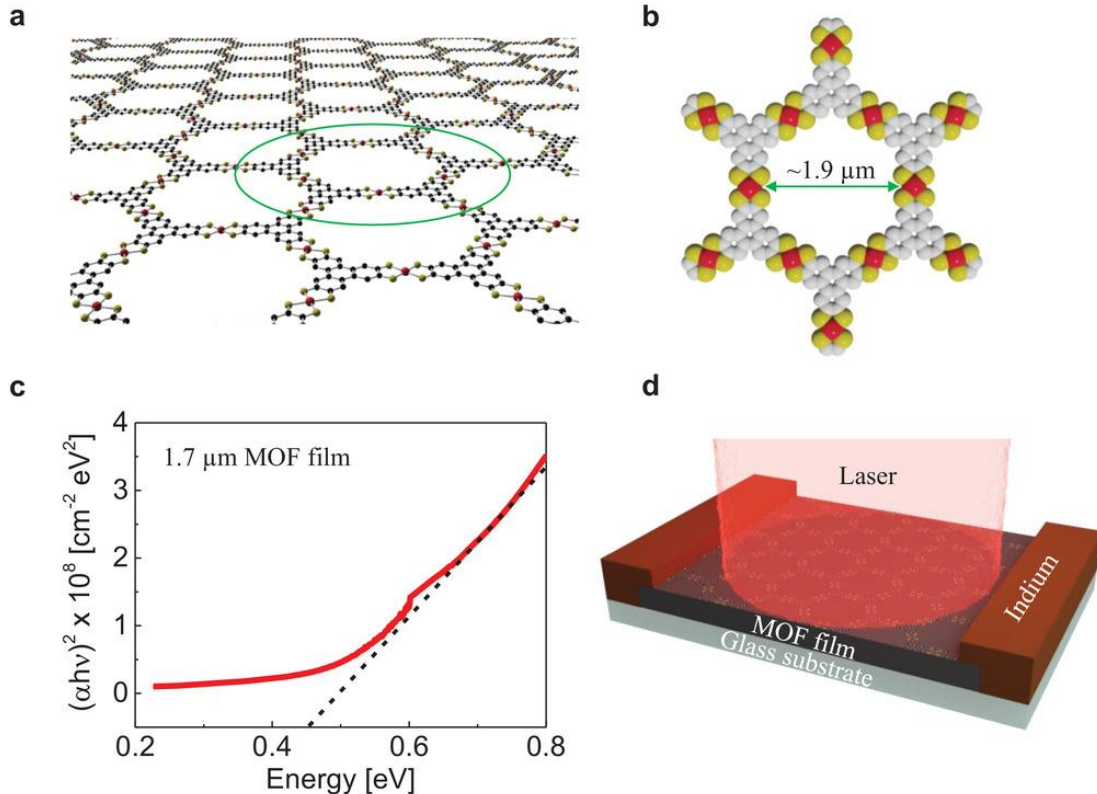 a
b
~1.9 μm
c
(αhν)² x 10⁸ [cm⁻² eV²]
4
3
2
1
0
1.7 μm MOF film
0.2
0.4
0.6
0.8
Energy [eV]
d
Laser
Indium
MOF film
Glass substrate